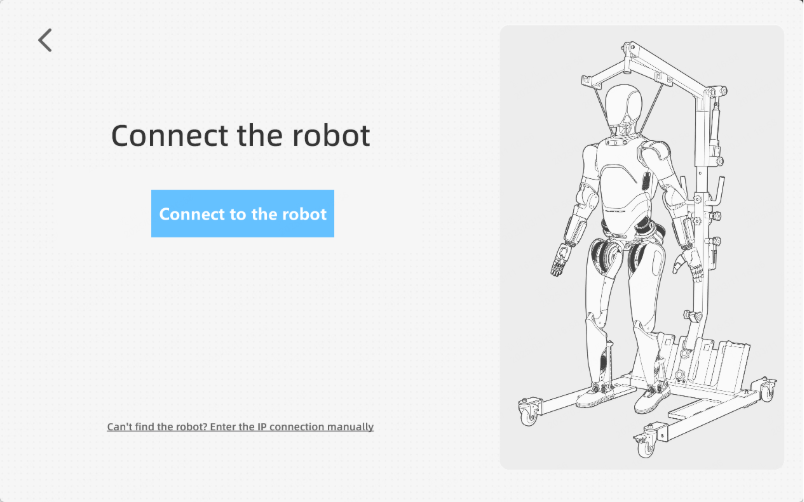 Connect the robot
Connect to the robot
Can't find the robot? Enter the IP connection manually